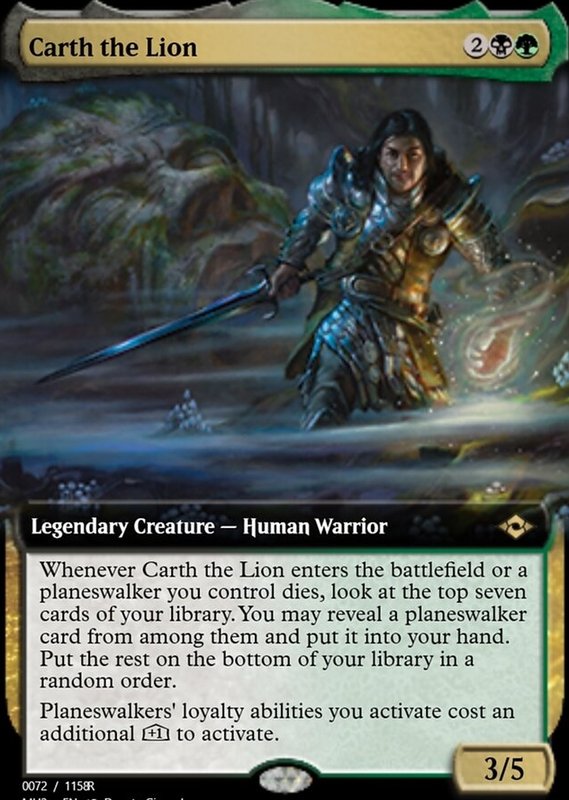 Carth the Lion 2
Legendary Creature — Human Warrior
Whenever Carth the Lion enters the battlefield or a
planeswalker you control dies, look at the top seven
cards of your library. You may reveal a planeswalker
card from among them and put it into your hand.
Put the rest on the bottom of your library in a
random order.
Planeswalkers' loyalty abilities you activate cost an
additional +1 to activate.
3/5
0072 / 1158R